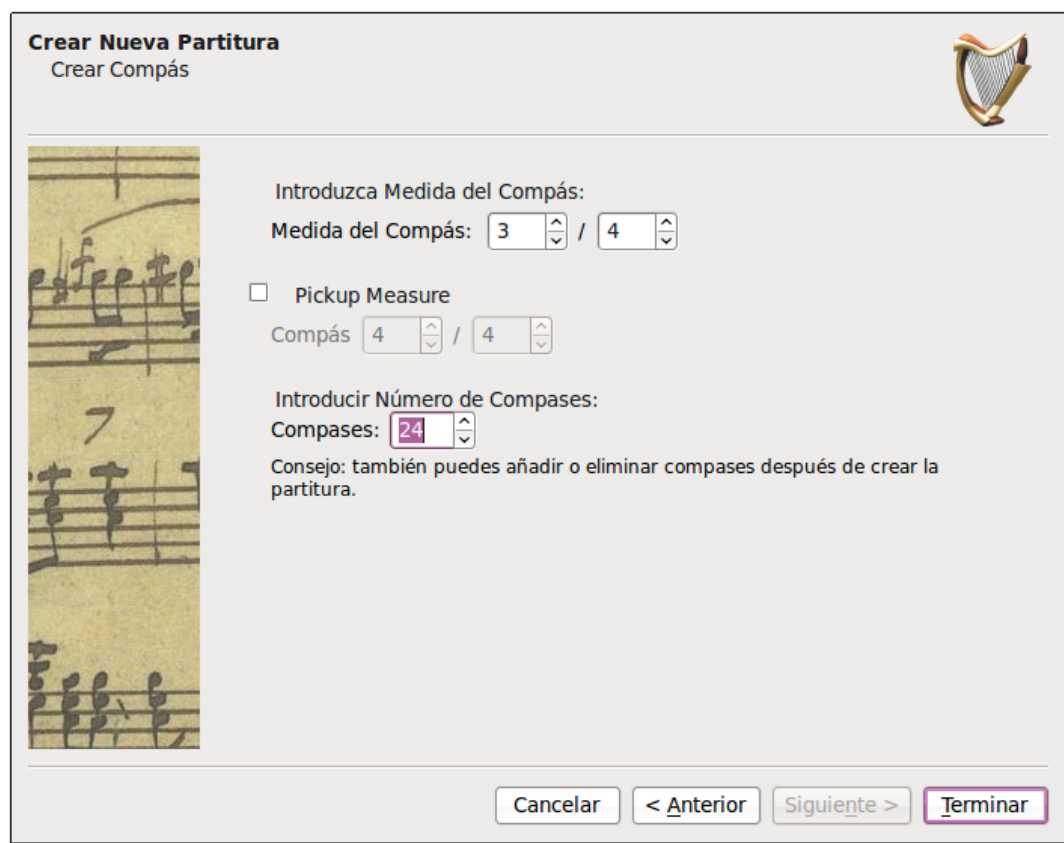 Crear Nueva Partitura
Crear Compás
Introduzca Medida del Compás:
Medida del Compás: 3 / 4
Pickup Measure
Compás 4 / 4
Introducir Número de Compases:
Compases: 24
Consejo: también puedes añadir o eliminar compases después de crear la
partitura.
7
Cancelar < Anterior Siguiente > Terminar